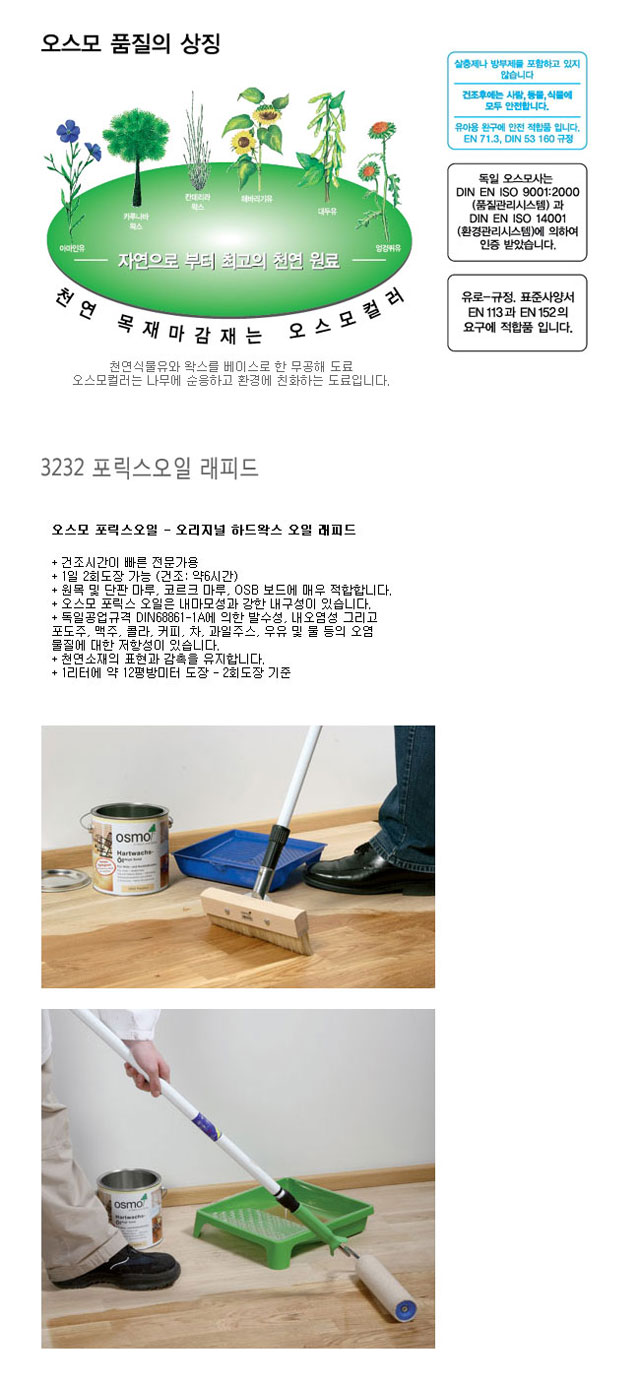 오스모 품질의 상징
살충제나 방부제를 포함하고 있지
않습니다
건조후에는 사람, 동물, 식물에
모두 안전합니다.
유아용 완구에 안전 적합품 입니다.
EN 71.3, DIN 53 160 규정
독일 오스모사는
DIN EN ISO 9001:2000
(품질관리시스템) 과
DIN EN ISO 14001
(환경관리시스템)에 의하여
인증 받았습니다.
유로-규정. 표준사양서
EN 113과 EN 152의
요구에 적합품 입니다.
아마인유
카루나바
왁스
칸데리라
왁스
해바리기유
대두유
엉겅퀴유
자연으로 부터 최고의 천연 원료
천연 목재마감재는 오스모컬러
천연식물유와 왁스를 베이스로 한 무공해 도료
오스모컬러는 나무에 순응하고 환경에 친화하는 도료입니다.
3232 포릭스오일 래피드
오스모 포릭스오일 - 오리지널 하드왁스 오일 래피드
+ 건조시간이 빠른 전문가용
+ 1일 2회도장 가능 (건조: 약6시간)
+ 원목 및 단판 마루, 코르크 마루, OSB 보드에 매우 적합합니다.
+ 오스모 포릭스 오일은 내마모성과 강한 내구성이 있습니다.
+ 독일공업규격 DIN68861-1A에 의한 발수성, 내오염성 그리고
포도주, 맥주, 콜라, 커피, 차, 과일주스, 우유 및 물 등의 오염
물질에 대한 저항성이 있습니다.
+ 천연소재의 표현과 감촉을 유지합니다.
+ 1리터에 약 12평방미터 도장 - 2회도장 기준
osmo
Hartwachs-
Öl
osmo
Hartwachs-
Öl